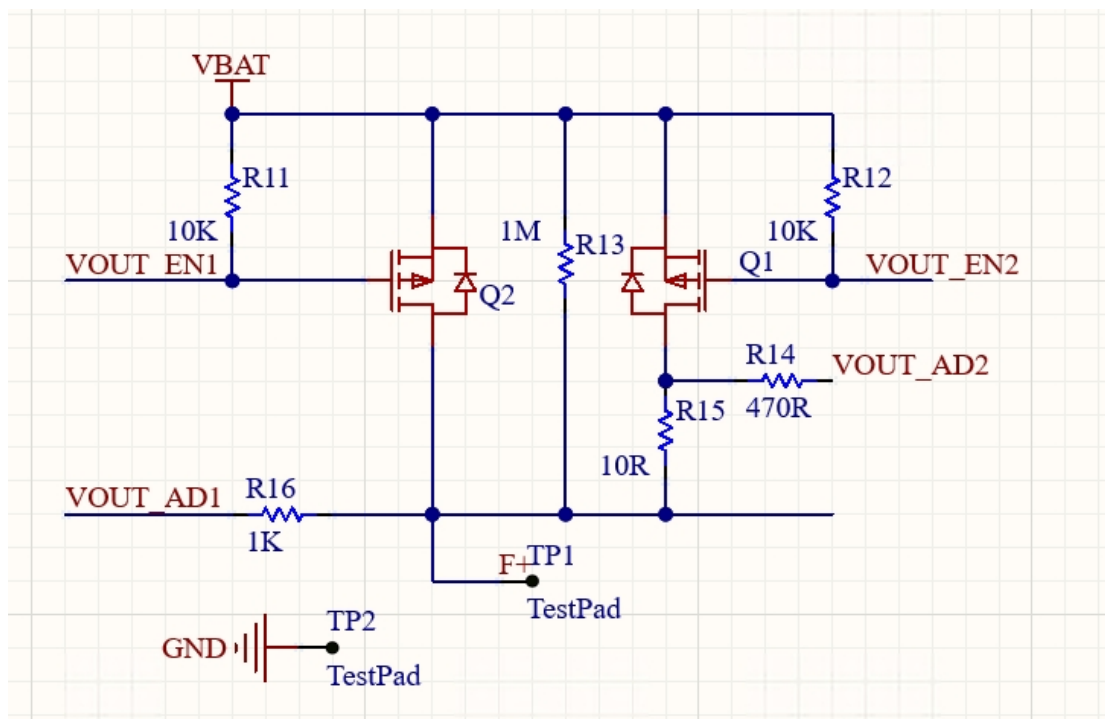 VBAT
R11
10K
VOUT_EN1
Q2
1M
R13
Q1
R12
10K
VOUT_EN2
R14
470R
VOUT_AD2
R15
10R
VOUT_AD1
R16
1K
F+
TP1
TestPad
GND
TP2
TestPad